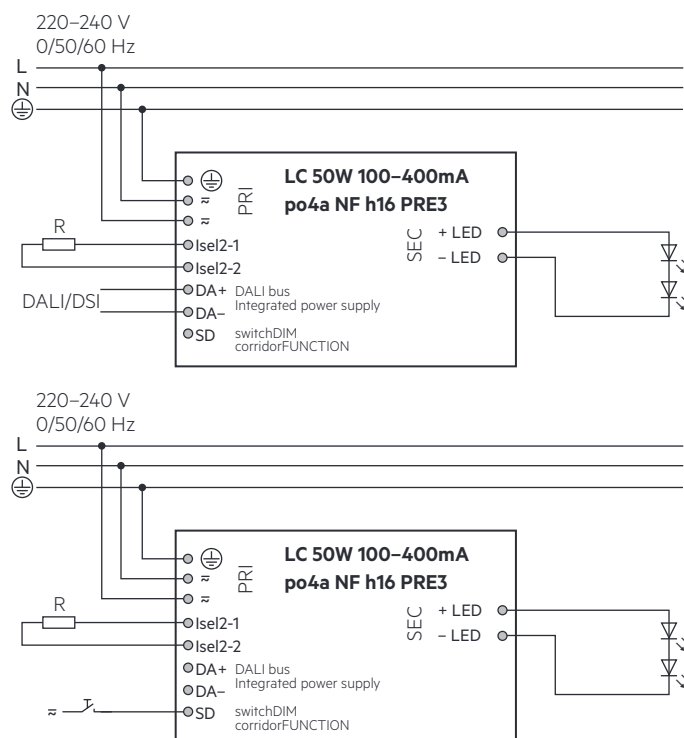 220–240 V
0/50/60 Hz
L
N
LC 50W 100–400mA
po4a NF h16 PRE3
PRI
≂
≂
R
Isel2-1
Isel2-2
DALI/DSI
DA+ DALI bus
Integrated power supply
DA–
SD switchDIM
corridorFUNCTION
SEC
+ LED
– LED
220–240 V
0/50/60 Hz
L
N
LC 50W 100–400mA
po4a NF h16 PRE3
PRI
≂
≂
R
Isel2-1
Isel2-2
DA+ DALI bus
Integrated power supply
DA–
≂
SD switchDIM
corridorFUNCTION
SEC
+ LED
– LED